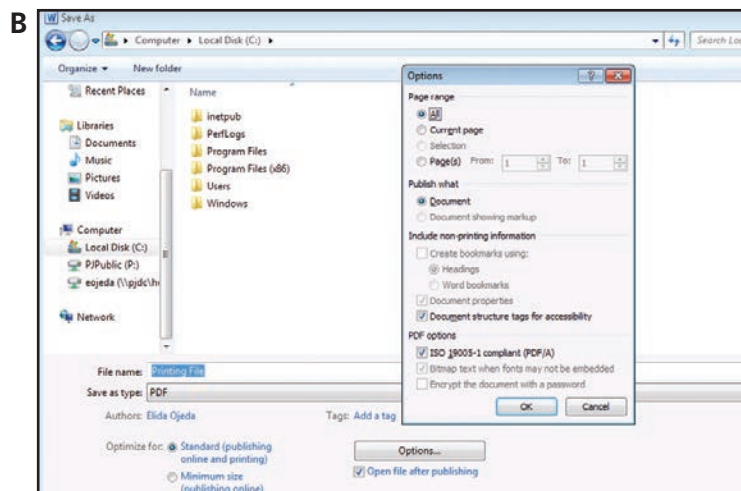 B
Save As
Computer ▸ Local Disk (C:) ▸
Search Loc
Organize
New folder
Recent Places
Libraries
Documents
Music
Pictures
Videos
Computer
Local Disk (C:)
PJPublic (P:)
eojeda (\\pjdc\h
Network
Name
inetpub
PerfLogs
Program Files
Program Files (x86)
Users
Windows
Options
Page range
All
Current page
Selection
Page(s) From: 1 To: 1
Publish what
Document
Document showing markup
Include non-printing information
Create bookmarks using:
Headings
Word bookmarks
Document properties
Document structure tags for accessibility
PDF options
ISO 19005-1 compliant (PDF/A)
Bitmap text when fonts may not be embedded
Encrypt the document with a password
OK Cancel
File name: Printing File
Save as type: PDF
Authors: Elida Ojeda
Tags: Add a tag
Optimize for: Standard (publishing
online and printing)
Minimum size
(publishing online)
Options...
Open file after publishing